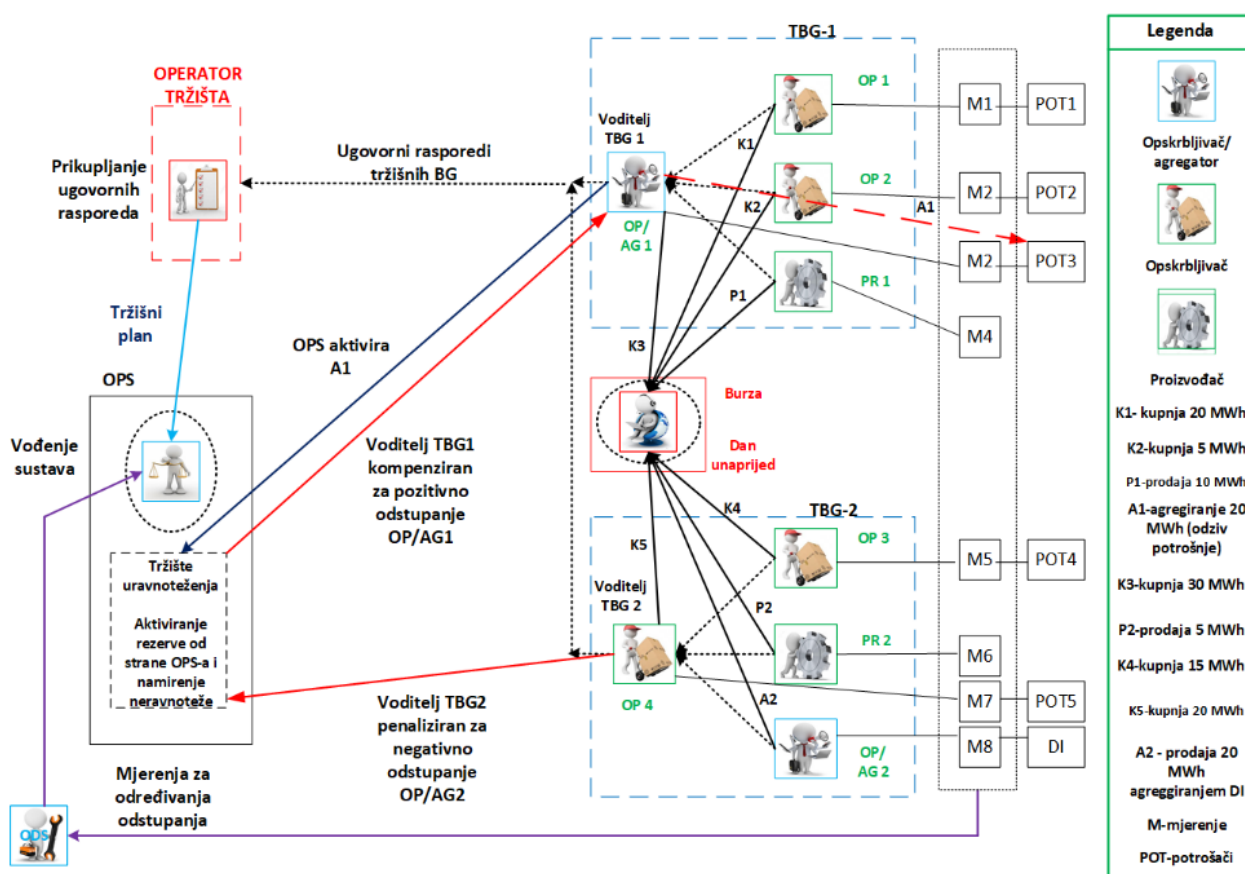 OPERATOR
TRŽIŠTA
Prikupljanje
ugovornih
rasporeda
Ugovorni rasporedi
tržišnih BG
Tržišni
plan
OPS
Vođenje
sustava
Tržište
uravnoteženja
Aktiviranje
rezerve od
strane OPS-a i
namirenje
neravnoteže
OPS aktivira
A1
Voditelj TBG1
kompenziran
za pozitivno
odstupanje
OP/AG1
Voditelj TBG2
penaliziran za
negativno
odstupanje
OP/AG2
Mjerenja za
određivanja
odstupanja
ODS
TBG-1
Voditelj
TBG 1
OP/
AG 1
OP 1
OP 2
PR 1
K1
K2
P1
K3
A1
M1
POT1
M2
POT2
M2
POT3
M4
Burza
Dan
unaprijed
TBG-2
Voditelj
TBG 2
OP 4
OP 3
PR 2
OP/
AG 2
K4
K5
P2
A2
M5
POT4
M6
M7
POT5
M8
DI
Legenda
Opskrbljivač/
agregator
Opskrbljivač
Proizvođač
K1- kupnja 20 MWh
K2-kupnja 5 MWh
P1-prodaja 10 MWh
A1-agregiranje 20
MWh (odziv
potrošnje)
K3-kupnja 30 MWh
P2-prodaja 5 MWh
K4-kupnja 15 MWh
K5-kupnja 20 MWh
A2 - prodaja 20
MWh
agreggiranjem DI
M-mjerenje
POT-potrošači